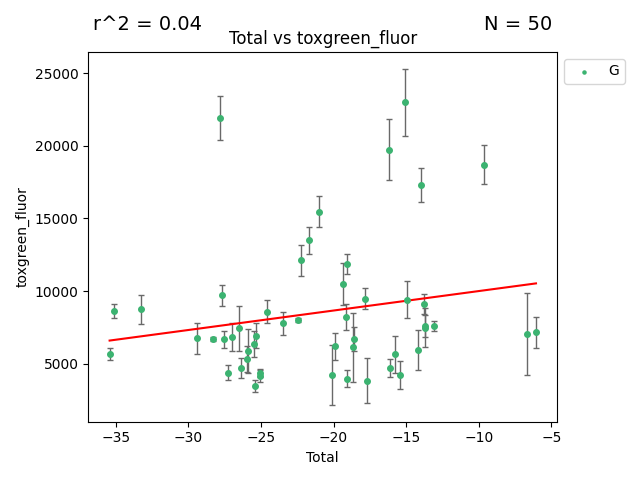 r^2 = 0.04
N = 50
Total vs toxgreen_fluor
G
25000
20000
15000
10000
5000
toxgreen_fluor
−35
−30
−25
−20
−15
−10
−5
Total